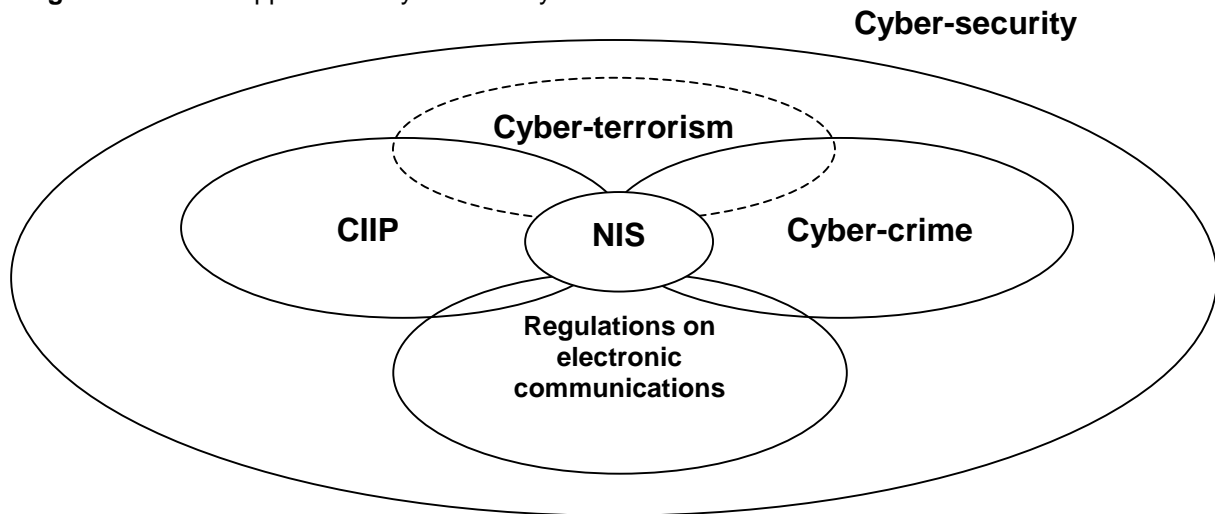 Cyber-security
Cyber-terrorism
CIIP
NIS
Cyber-crime
Regulations on
electronic
communications